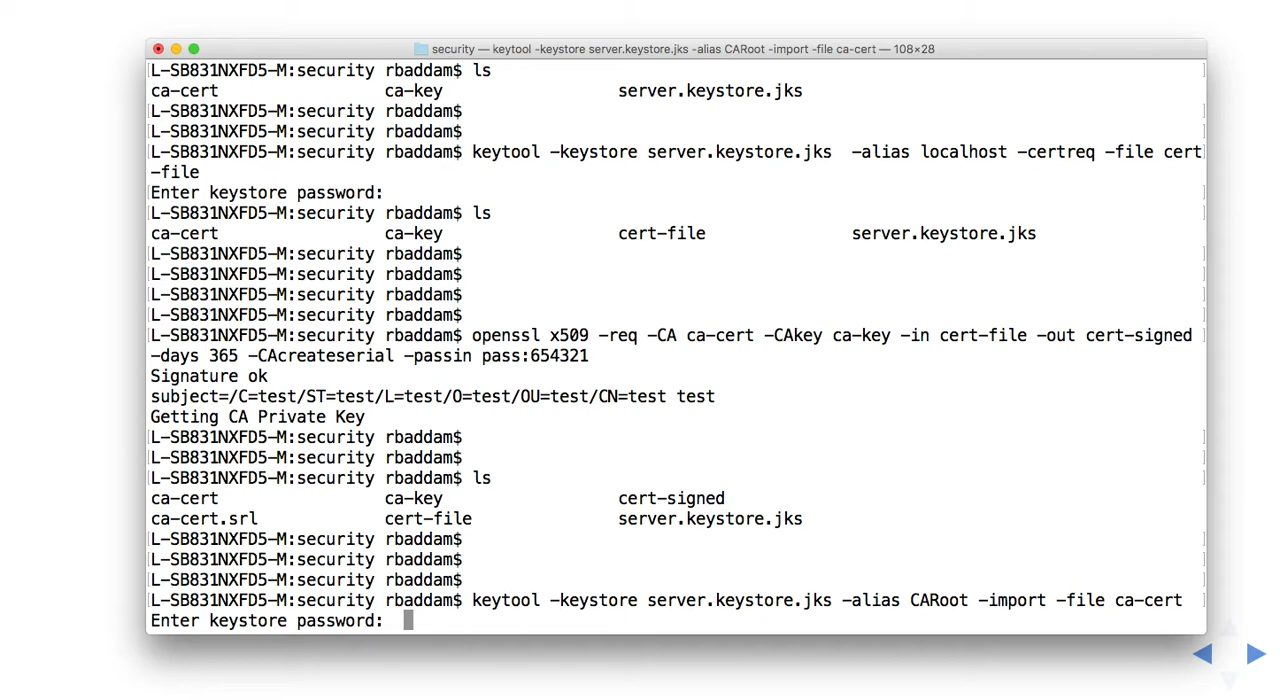 security — keytool -keystore server.keystore.jks -alias CARoot -import -file ca-cert — 108×28
L-SB831NXFD5-M:security rbaddam$ ls
ca-cert ca-key server.keystore.jks
L-SB831NXFD5-M:security rbaddam$
L-SB831NXFD5-M:security rbaddam$
L-SB831NXFD5-M:security rbaddam$ keytool -keystore server.keystore.jks  -alias localhost -certreq -file cert
-file
Enter keystore password:
L-SB831NXFD5-M:security rbaddam$ ls
ca-cert ca-key cert-file server.keystore.jks
L-SB831NXFD5-M:security rbaddam$
L-SB831NXFD5-M:security rbaddam$
L-SB831NXFD5-M:security rbaddam$
L-SB831NXFD5-M:security rbaddam$
L-SB831NXFD5-M:security rbaddam$ openssl x509 -req -CA ca-cert -CAkey ca-key -in cert-file -out cert-signed
-days 365 -CAcreateserial -passin pass:654321
Signature ok
subject=/C=test/ST=test/L=test/O=test/OU=test/CN=test test
Getting CA Private Key
L-SB831NXFD5-M:security rbaddam$
L-SB831NXFD5-M:security rbaddam$
L-SB831NXFD5-M:security rbaddam$ ls
ca-cert ca-key cert-signed
ca-cert.srl cert-file server.keystore.jks
L-SB831NXFD5-M:security rbaddam$
L-SB831NXFD5-M:security rbaddam$
L-SB831NXFD5-M:security rbaddam$
L-SB831NXFD5-M:security rbaddam$ keytool -keystore server.keystore.jks -alias CARoot -import -file ca-cert
Enter keystore password: